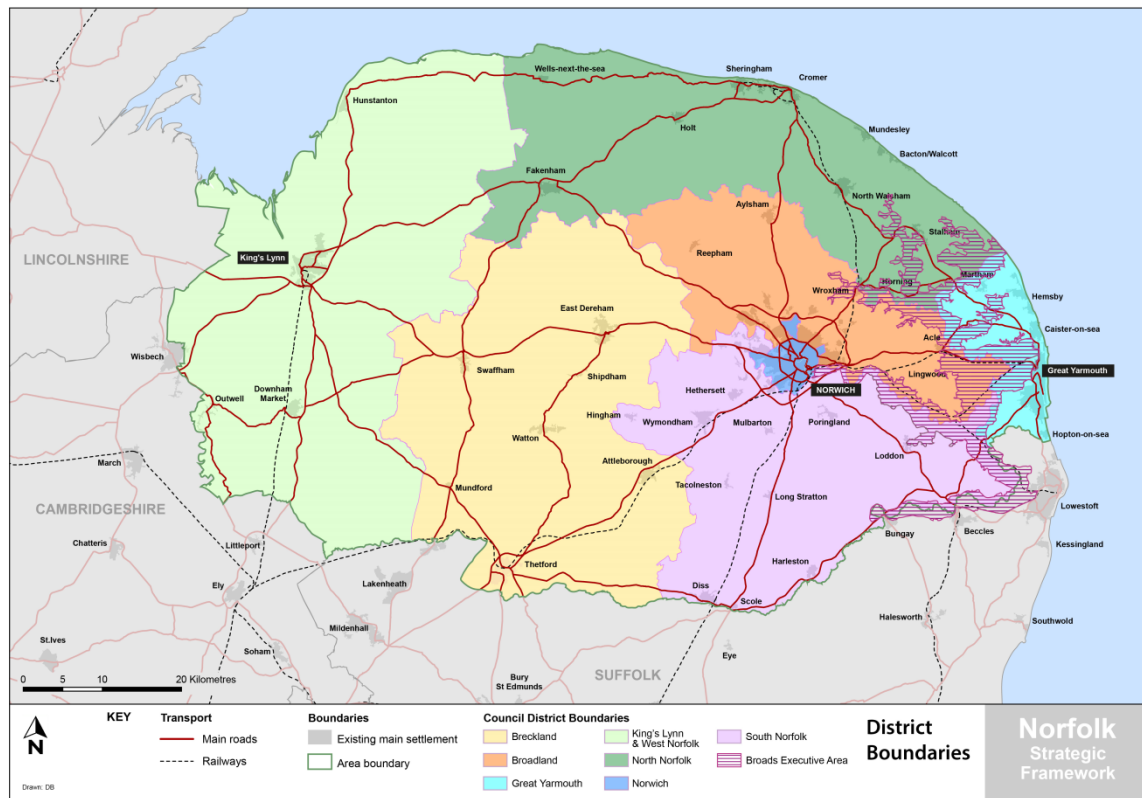 Wells-next-the-sea
Sheringham
Cromer
Hunstanton
Holt
Mundesley
Bacton/Walcott
Fakenham
North Walsham
Aylsham
Stalham
LINCOLNSHIRE
King's Lynn
Reepham
Martham
Horning
Wroxham
Hemsby
East Dereham
Caister-on-sea
Acle
Wisbech
Swaffham
Shipdham
Lingwood
Great Yarmouth
Downham
Market
Hethersett
NORWICH
Outwell
Hingham
Wymondham
Mulbarton
Poringland
Watton
Hopton-on-sea
Loddon
Attleborough
March
Mundford
Tacolneston
Long Stratton
CAMBRIDGESHIRE
Lowestoft
Bungay
Beccles
Chatteris
Littleport
Kessingland
Thetford
Harleston
Ely
Lakenheath
Diss
Scole
Mildenhall
Halesworth
Southwold
St.Ives
Soham
Eye
SUFFOLK
Bury
St Edmunds
0 5 10 20 Kilometres
KEY
Transport
Main roads
Railways
Boundaries
Existing main settlement
Area boundary
Council District Boundaries
Breckland
Broadland
Great Yarmouth
King's Lynn
& West Norfolk
North Norfolk
Norwich
South Norfolk
Broads Executive Area
District
Boundaries
Norfolk
Strategic
Framework
N
Drawn: DB